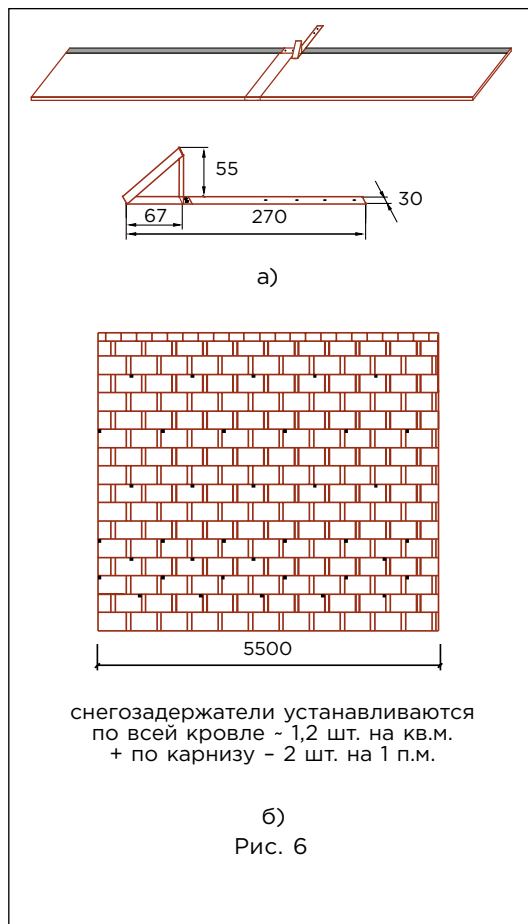 55
30
67
270
а)
5500
снегозадержатели устанавливаются
по всей кровле ~ 1,2 шт. на кв.м.
+ по карнизу – 2 шт. на 1 п.м.
б)
Рис. 6